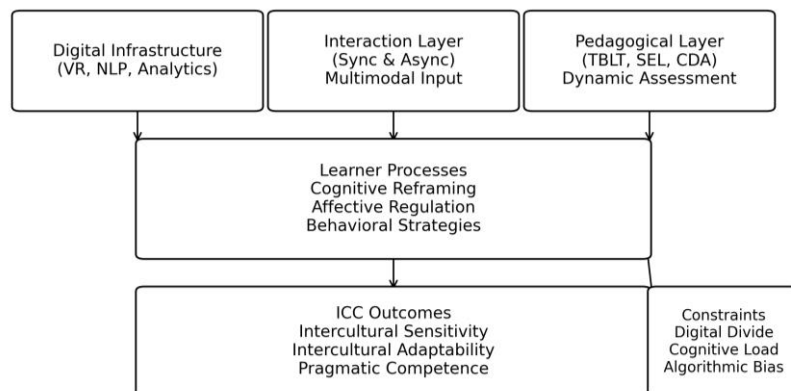 Digital Infrastructure
(VR, NLP, Analytics)
Interaction Layer
(Sync & Async)
Multimodal Input
Pedagogical Layer
(TBLT, SEL, CDA)
Dynamic Assessment
Learner Processes
Cognitive Reframing
Affective Regulation
Behavioral Strategies
ICC Outcomes
Intercultural Sensitivity
Intercultural Adaptability
Pragmatic Competence
Constraints
Digital Divide
Cognitive Load
Algorithmic Bias